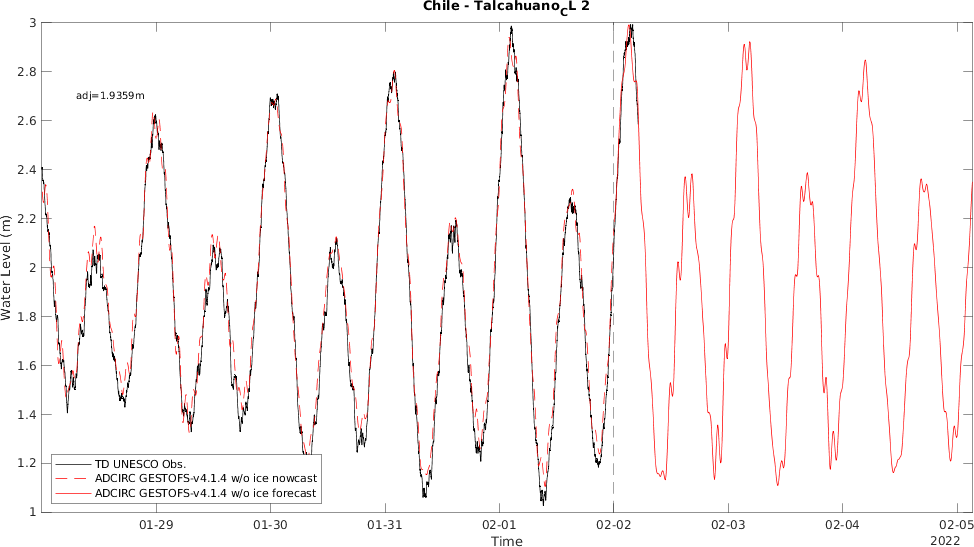 Chile - Talcahuano_CL 2
3
2.8
adj=1.9359m
2.6
2.4
2.2
Water Level (m)
2
1.8
1.6
1.4
1.2
1
TD UNESCO Obs.
ADCIRC GESTOFS-v4.1.4 w/o ice nowcast
ADCIRC GESTOFS-v4.1.4 w/o ice forecast
01-29 01-30 01-31 02-01 02-02 02-03 02-04 02-05
Time 2022